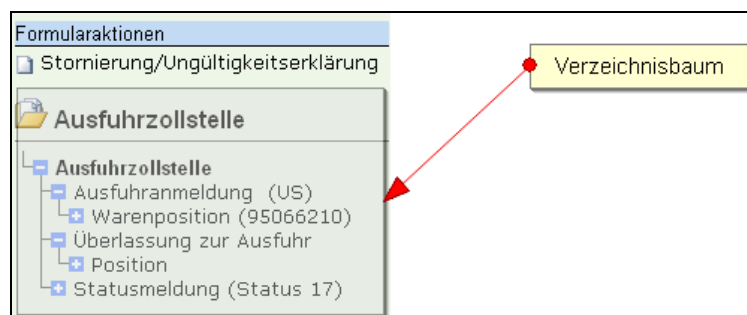 Formularaktionen
Stornierung/Ungültigkeitserklärung
Verzeichnisbaum
Ausfuhrzollstelle
Ausfuhrzollstelle
Ausfuhranmeldung (US)
Warenposition (95066210)
Überlassung zur Ausfuhr
Position
Statusmeldung (Status 17)